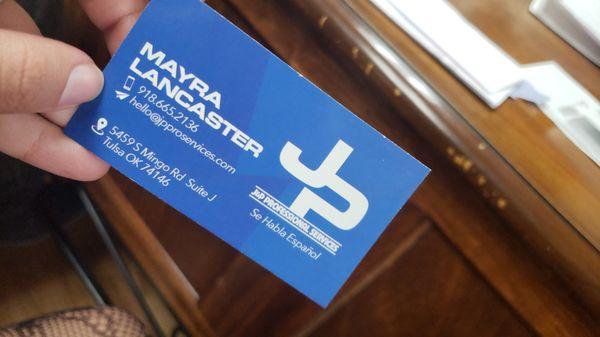 MAYRA
LANCASTER
918.665.2136
hello@jpproservices.com
5459 S Mingo Rd Suite J
Tulsa OK 74146
JP
J&P PROFESSIONAL SERVICES
Se Habla Español